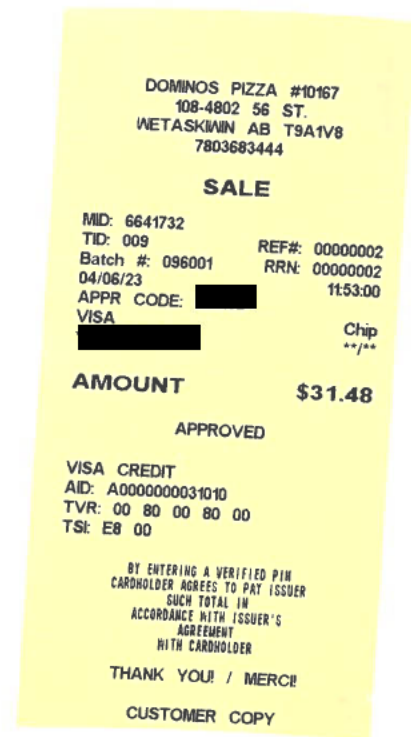 DOMINOS PIZZA #10167
108-4802 56 ST.
WETASKIWIN AB T9A1V8
7803683444
SALE
MID: 6641732
TID: 009 REF#: 00000002
Batch #: 096001 RRN: 00000002
04/06/23 11:53:00
APPR CODE:
VISA Chip
**/**
AMOUNT $31.48
APPROVED
VISA CREDIT
AID: A0000000031010
TVR: 00 80 00 80 00
TSI: E8 00
BY ENTERING A VERIFIED PIN
CARDHOLDER AGREES TO PAY ISSUER
SUCH TOTAL IN
ACCORDANCE WITH ISSUER'S
AGREEMENT
WITH CARDHOLDER
THANK YOU! / MERCI!
CUSTOMER COPY